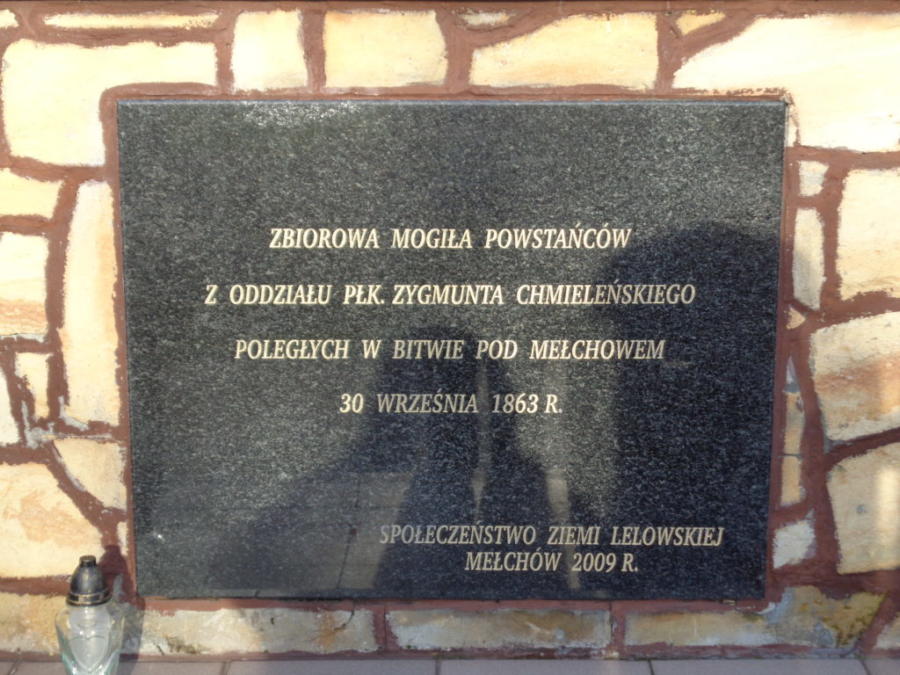 ZBIOROWA MOGIŁA POWSTAŃCÓW
Z ODDZIAŁU PŁK. ZYGMUNTA CHMIELEŃSKIEGO
POLEGŁYCH W BITWIE POD MEŁCHOWEM
30 WRZEŚNIA 1863 R.
SPOŁECZEŃSTWO ZIEMI LELOWSKIEJ
MEŁCHÓW 2009 R.